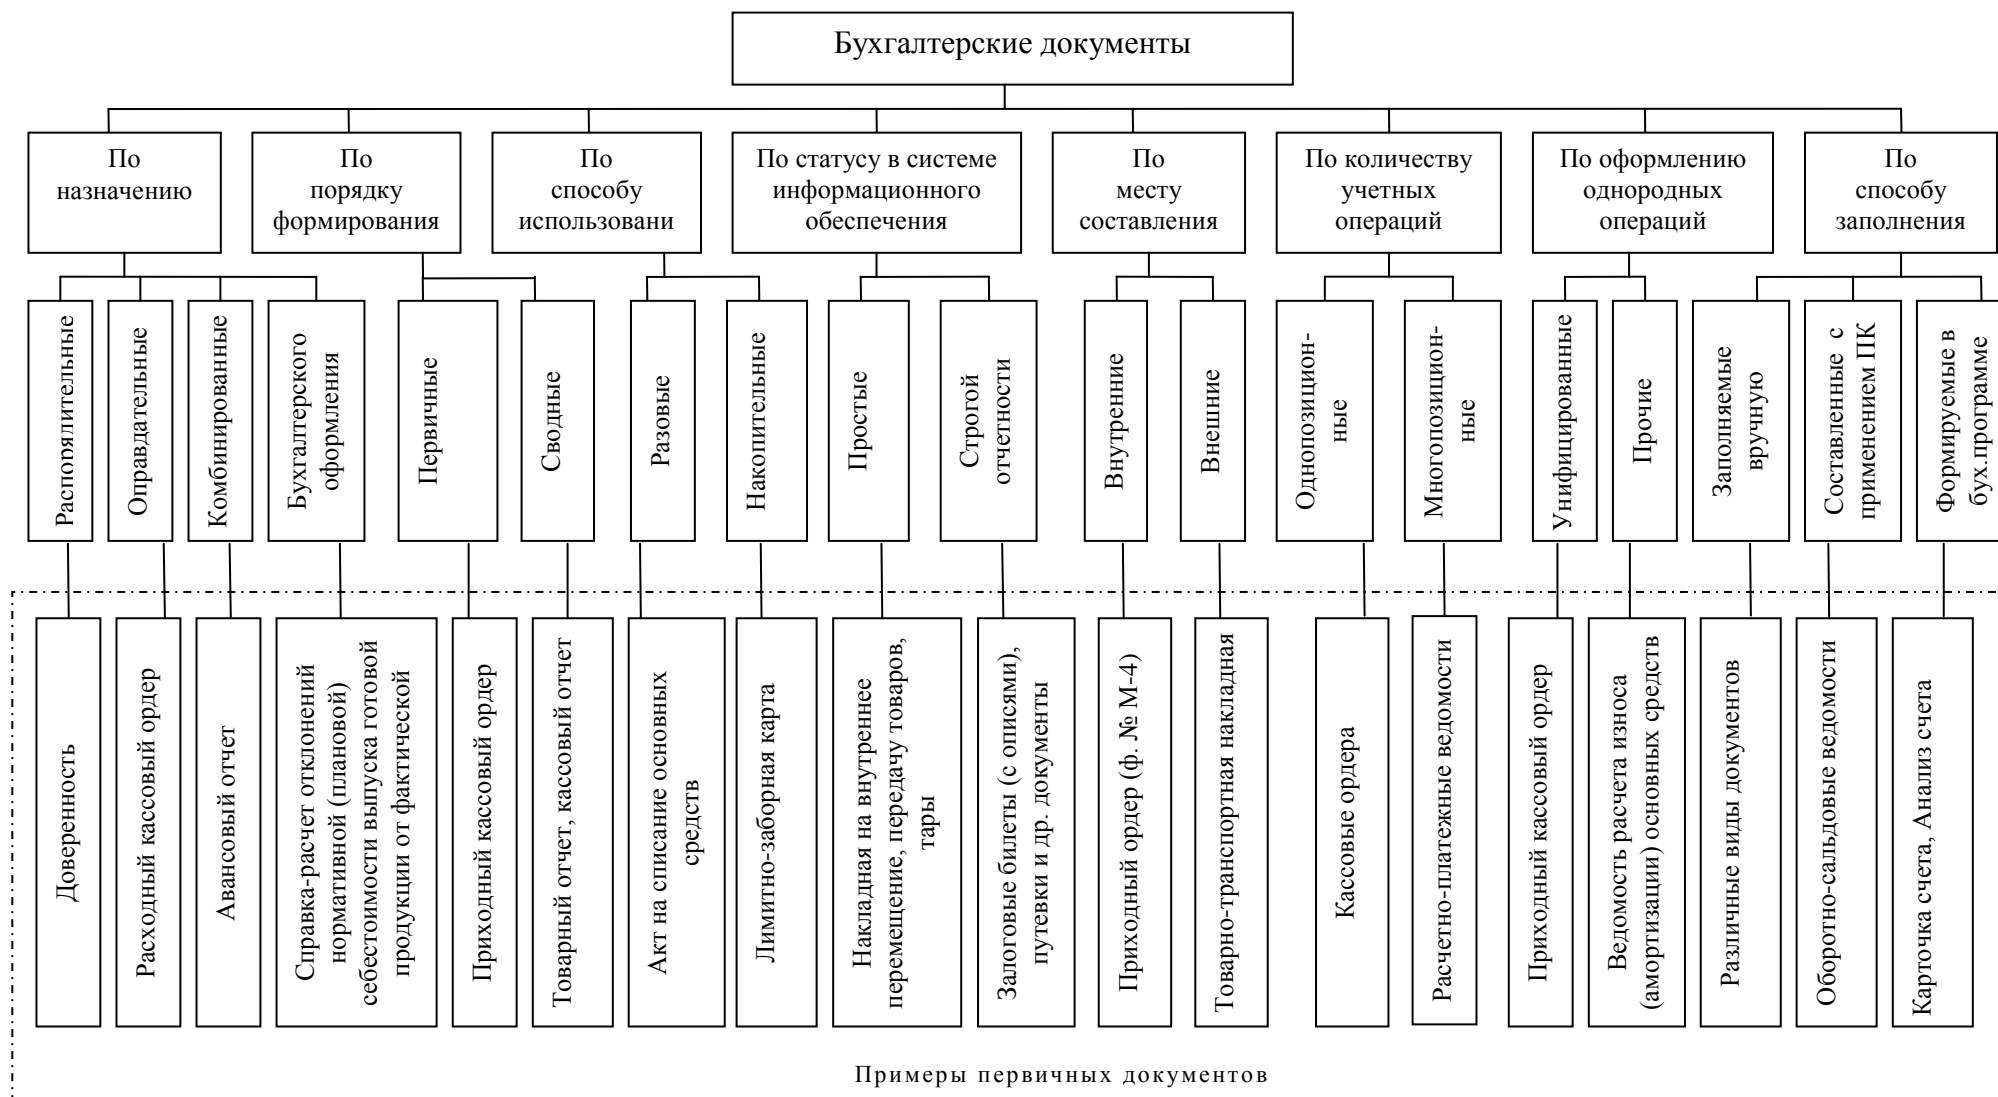 Бухгалтерские документы
По
назначению
По
порядку
формирования
По
способу
использовани
По статусу в системе
информационного
обеспечения
По
месту
составления
По количеству
учетных
операций
По оформлению
однородных
операций
По
способу
заполнения
Распорялительные
Оправдательные
Комбинированные
Бухгалтерского
оформления
Первичные
Сводные
Разовые
Накопительные
Простые
Строгой
отчетности
Внутренние
Внешние
Однопозицион-
ные
Многопозицион-
ные
Унифицированные
Прочие
Заполняемые
вручную
Составленные с
применением ПК
Формируемые в
бух.программе
Доверенность
Расходный кассовый ордер
Авансовый отчет
Справка-расчет отклонений
нормативной (плановой)
себестоимости выпуска готовой
продукции от фактической
Приходный кассовый ордер
Товарный отчет, кассовый отчет
Акт на списание основных
средств
Лимитно-заборная карта
Накладная на внутреннее
перемещение, передачу товаров,
тары
Залоговые билеты (с описями),
путевки и др. документы
Приходный ордер (ф. № М-4)
Товарно-транспортная накладная
Кассовые ордера
Расчетно-платежные ведомости
Приходный кассовый ордер
Ведомость расчета износа
(амортизации) основных средств
Различные виды документов
Оборотно-сальдовые ведомости
Карточка счета, Анализ счета
Примеры первичных документов